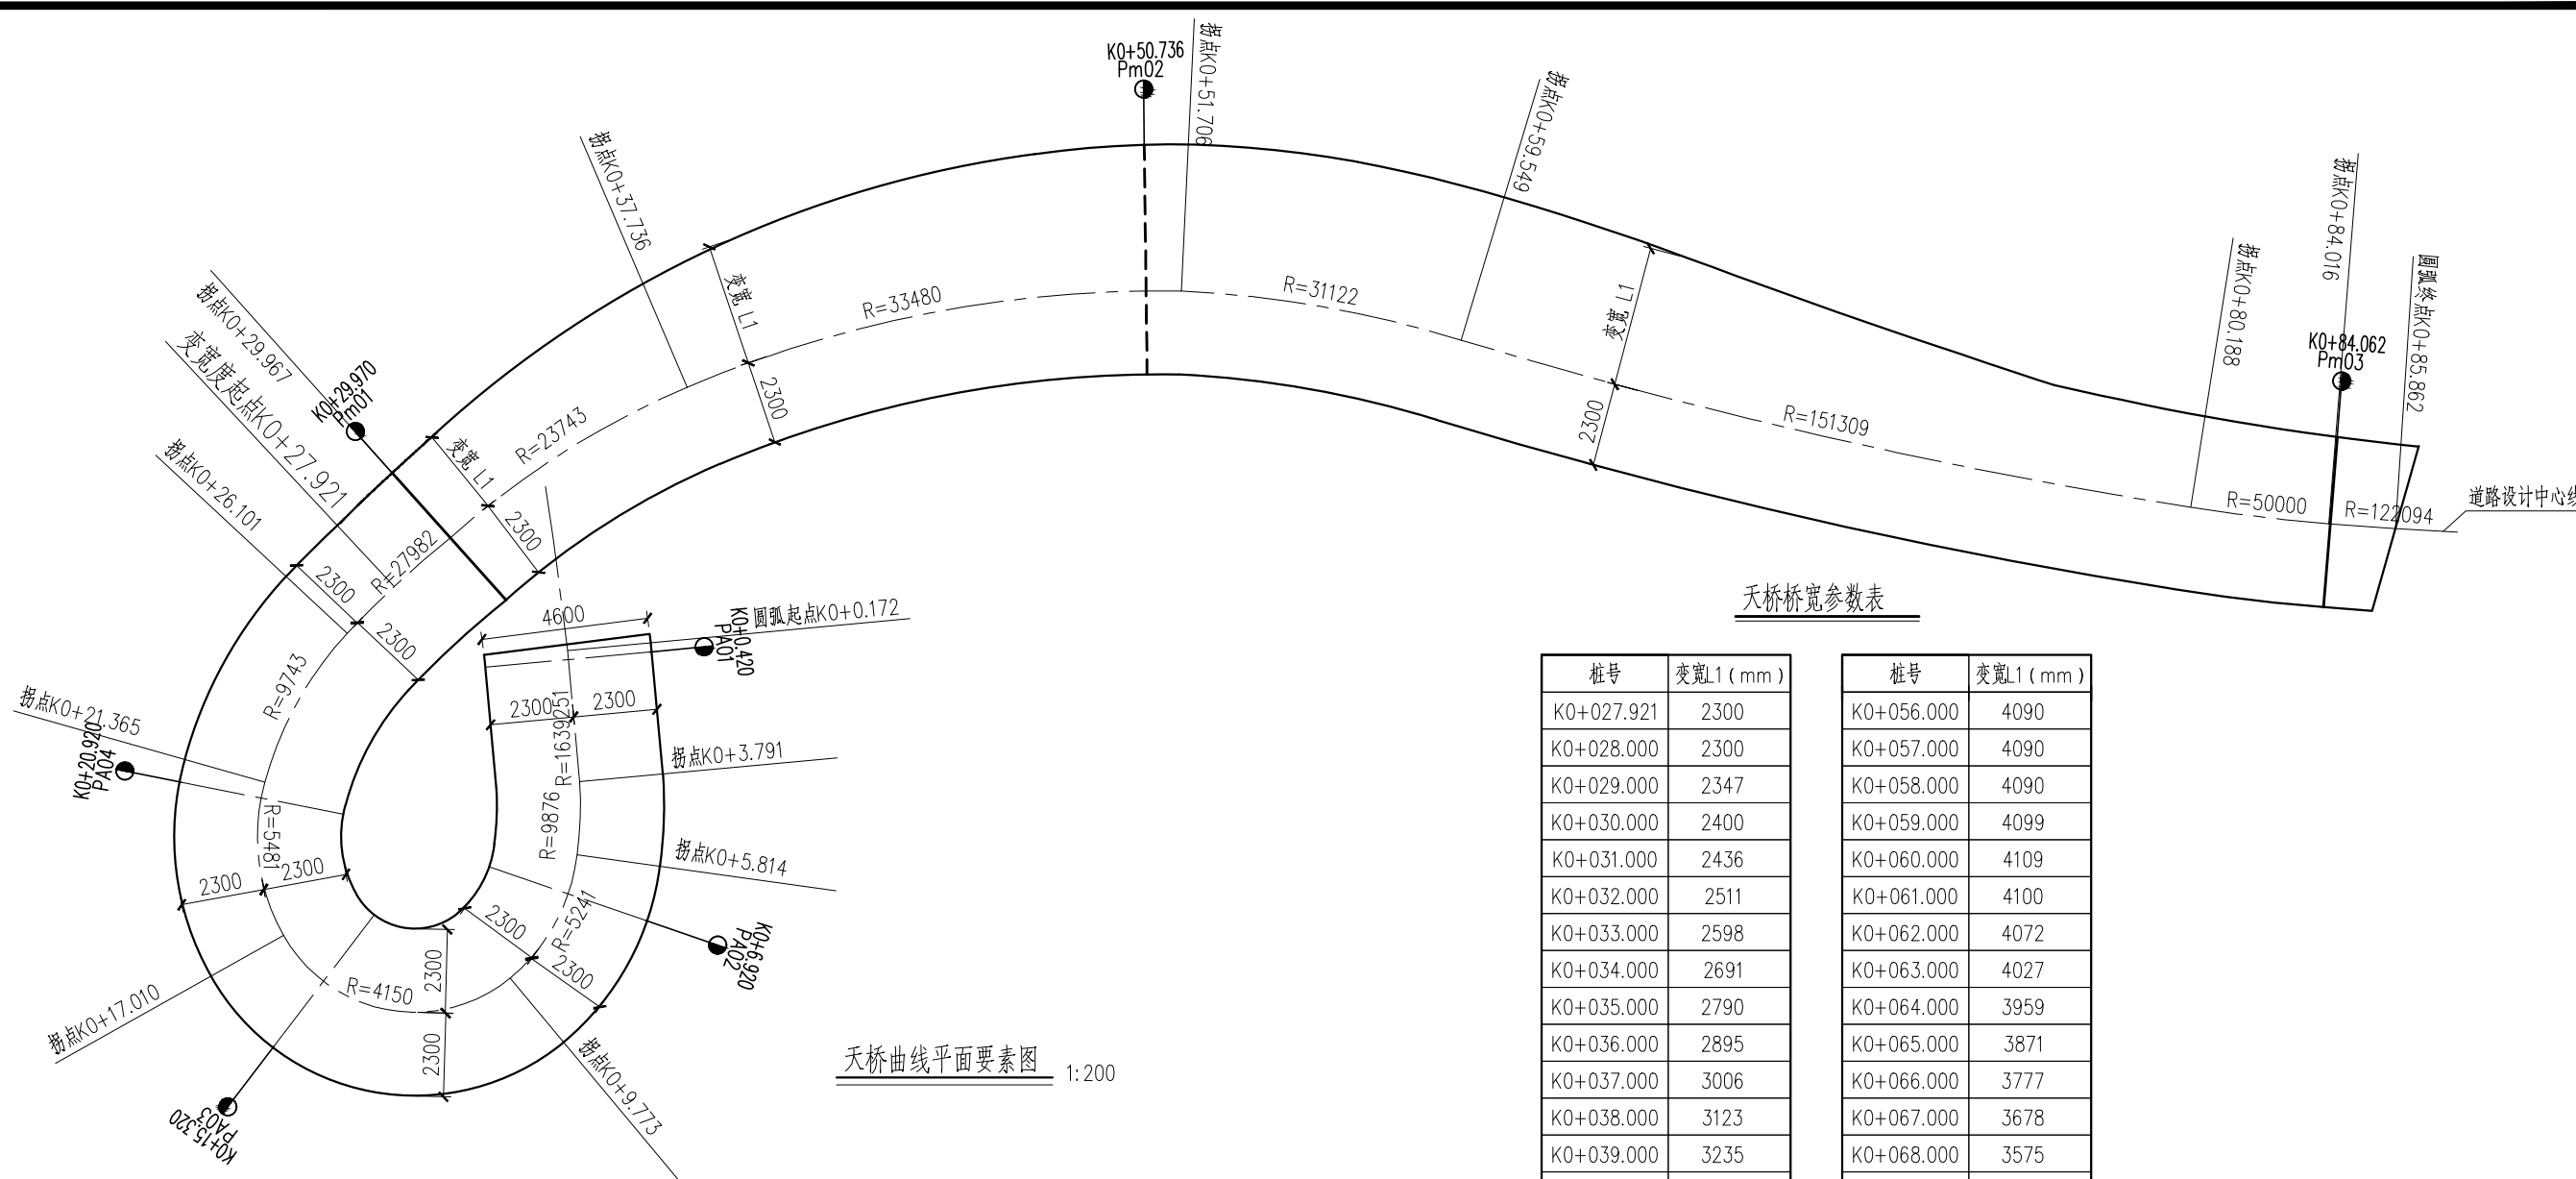 K0+50.736
Pm02
拐点K0+51.706
拐点K0+59.549
拐点K0+37.736
拐点K0+84.016
拐点K0+80.188
圆弧终点K0+85.862
K0+84.062
Pm03
拐点K0+29.967
变宽度起点K0+27.921
K0+29.970
Pm01
拐点K0+26.101
变宽 L1
2300
R=33480
R=31122
变宽 L1
2300
R=151309
R=50000
R=122094
道路设计中心线
变宽 L1
2300
R=23743
R=27982
2300
2300
R=9743
4600
圆弧起点K0+0.172
K0+0.420
PA01
2300
2300
R=1639251
拐点K0+3.791
R=9876
拐点K0+5.814
拐点K0+21.365
K0+20.920
PA04
R=5481
2300
2300
K0+6.920
PA02
R=5241
2300
2300
R=4150
2300
2300
拐点K0+17.010
拐点K0+9.773
K0+15.320
PA03
天桥曲线平面要素图 1:200
天桥桥宽参数表
桩号 变宽L1(mm) 桩号 变宽L1(mm)
K0+027.921 2300 K0+056.000 4090
K0+028.000 2300 K0+057.000 4090
K0+029.000 2347 K0+058.000 4090
K0+030.000 2400 K0+059.000 4099
K0+031.000 2436 K0+060.000 4109
K0+032.000 2511 K0+061.000 4100
K0+033.000 2598 K0+062.000 4072
K0+034.000 2691 K0+063.000 4027
K0+035.000 2790 K0+064.000 3959
K0+036.000 2895 K0+065.000 3871
K0+037.000 3006 K0+066.000 3777
K0+038.000 3123 K0+067.000 3678
K0+039.000 3235 K0+068.000 3575